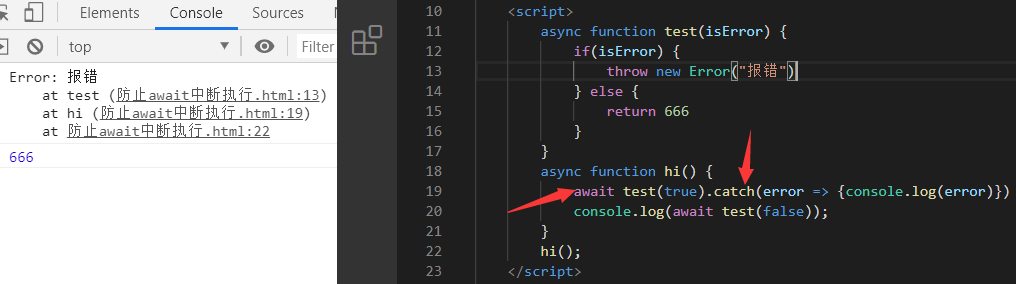 Elements Console Sources
top Filter
Error: 报错
at test (防止await中断执行.html:13)
at hi (防止await中断执行.html:19)
at 防止await中断执行.html:22
666
10 <script>
11 async function test(isError) {
12 if(isError) {
13 throw new Error("报错")
14 } else {
15 return 666
16 }
17 }
18 async function hi() {
19 await test(true).catch(error => {console.log(error)})
20 console.log(await test(false));
21 }
22 hi();
23 </script>